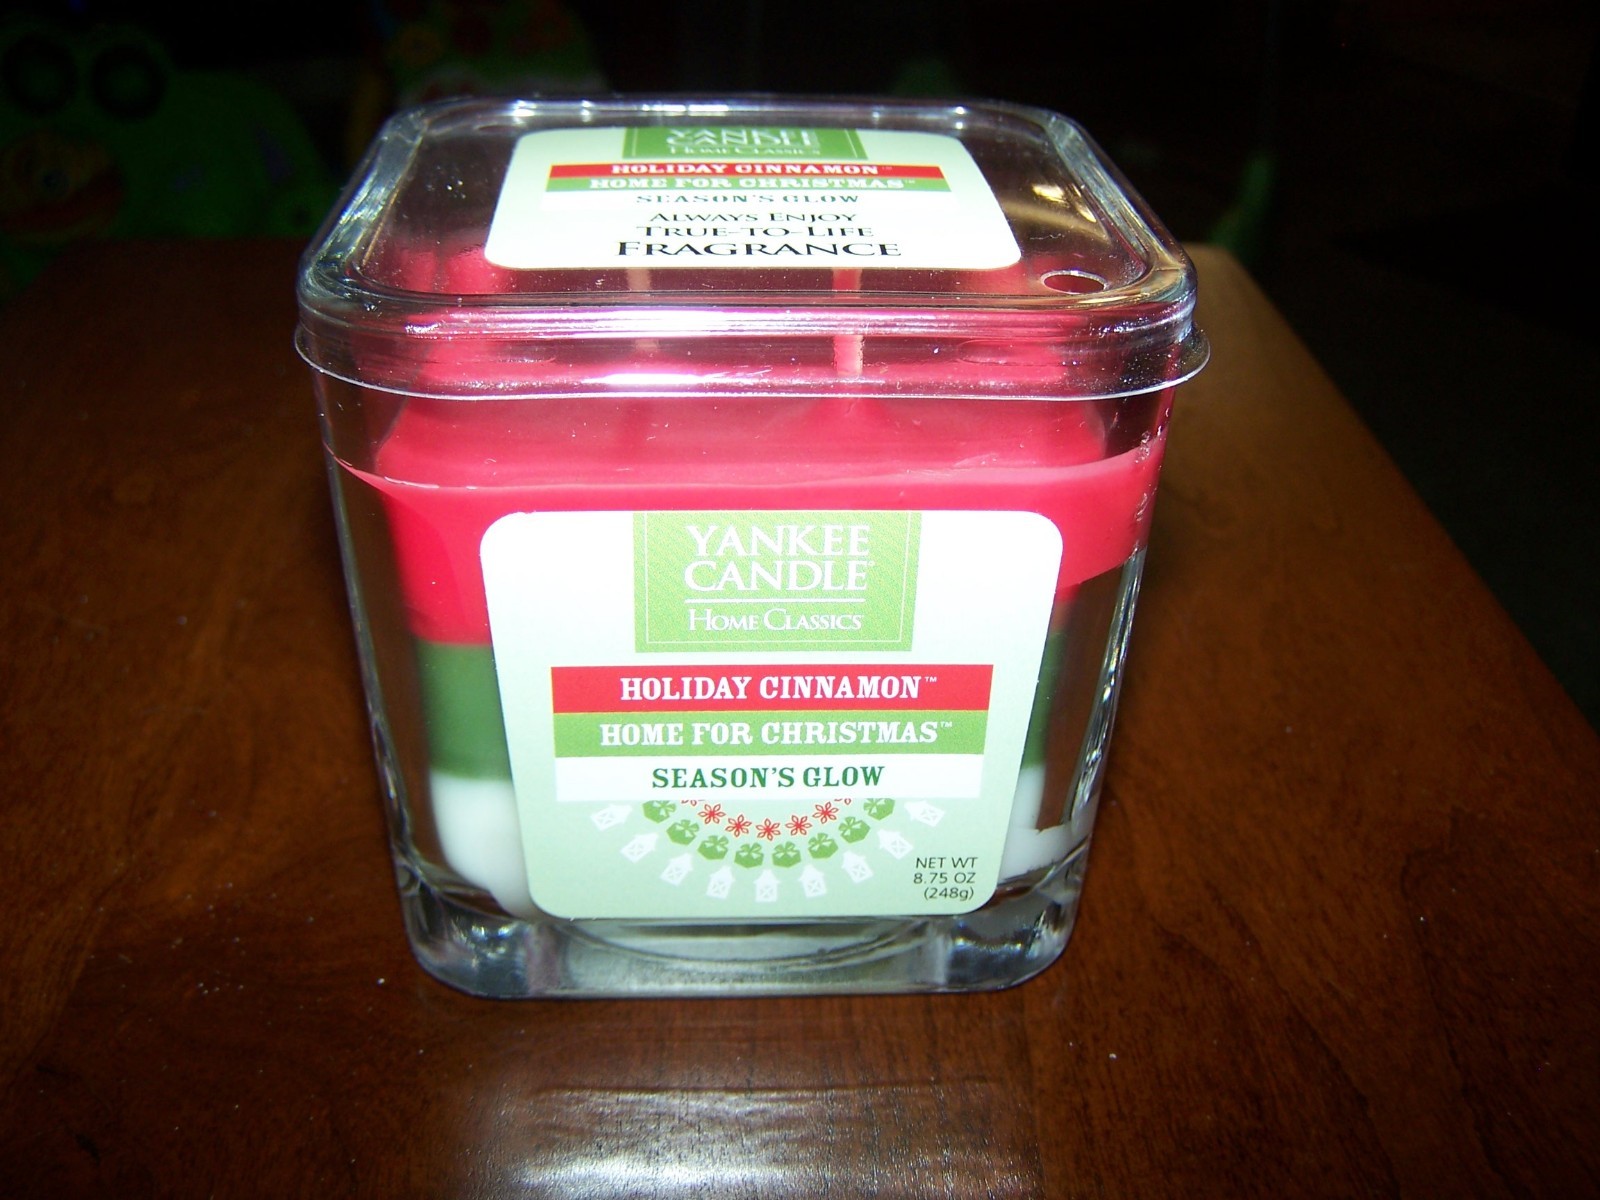 YANKEE
CANDLE
HOME CLASSICS
HOLIDAY CINNAMON™
HOME FOR CHRISTMAS™
SEASON'S GLOW
ALWAYS ENJOY
TRUE-TO-LIFE
FRAGRANCE
YANKEE
CANDLE®
HOME CLASSICS
HOLIDAY CINNAMON™
HOME FOR CHRISTMAS™
SEASON'S GLOW
NET WT
8.75 OZ
(248g)